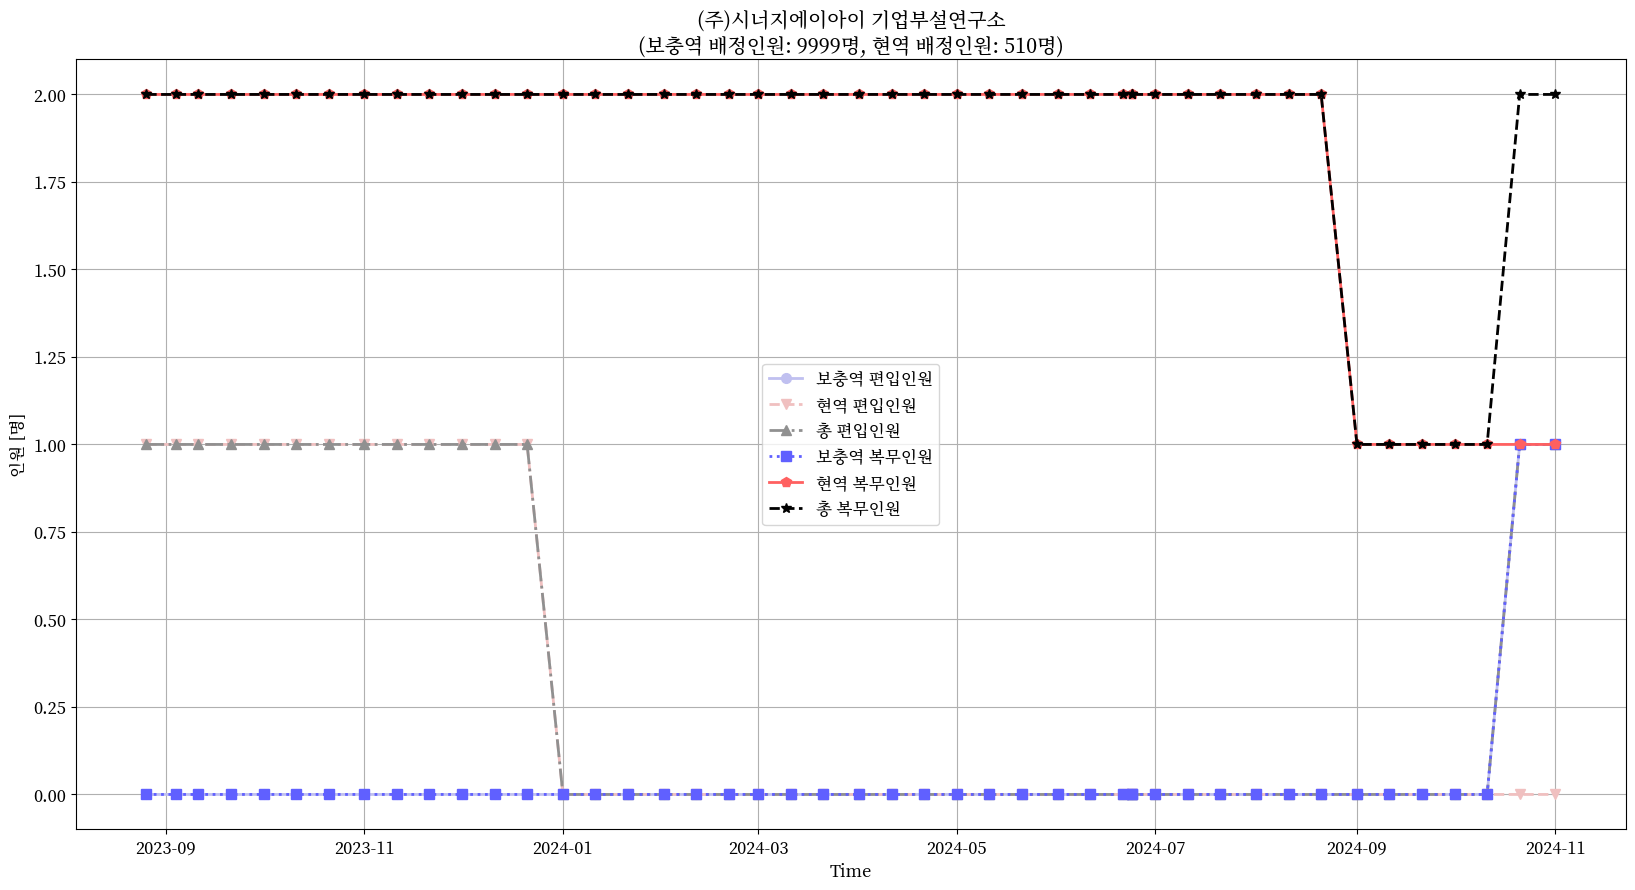 (주)시너지에이아이 기업부설연구소
(보충역 배정인원: 9999명, 현역 배정인원: 510명)
인원 [명]
2.00
1.75
1.50
1.25
1.00
0.75
0.50
0.25
0.00
보충역 편입인원
현역 편입인원
총 편입인원
보충역 복무인원
현역 복무인원
총 복무인원
2023-09 2023-11 2024-01 2024-03 2024-05 2024-07 2024-09 2024-11
Time